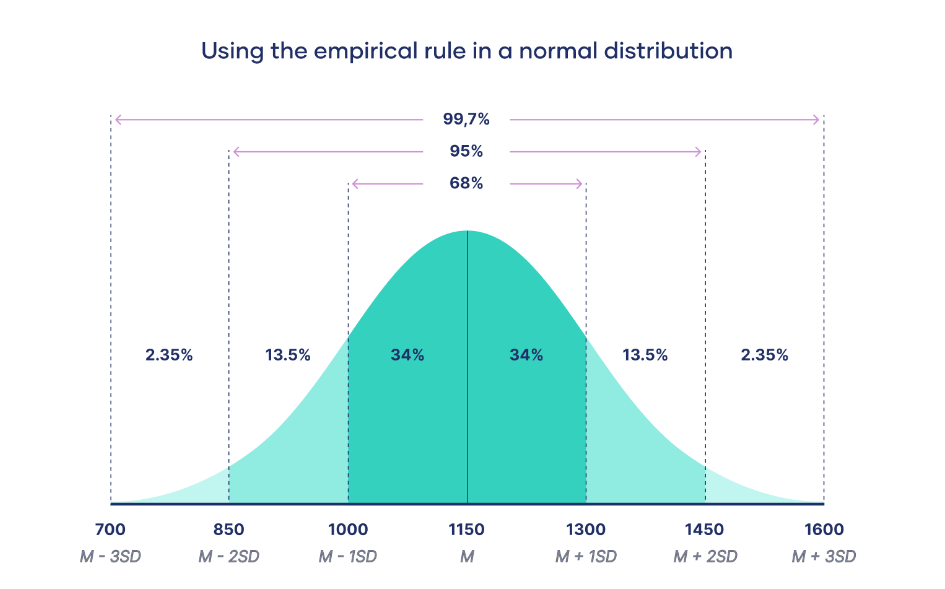 Using the empirical rule in a normal distribution
99,7%
95%
68%
2.35% 13.5% 34% 34% 13.5% 2.35%
700 850 1000 1150 1300 1450 1600
M - 3SD M - 2SD M - 1SD M M + 1SD M + 2SD M + 3SD